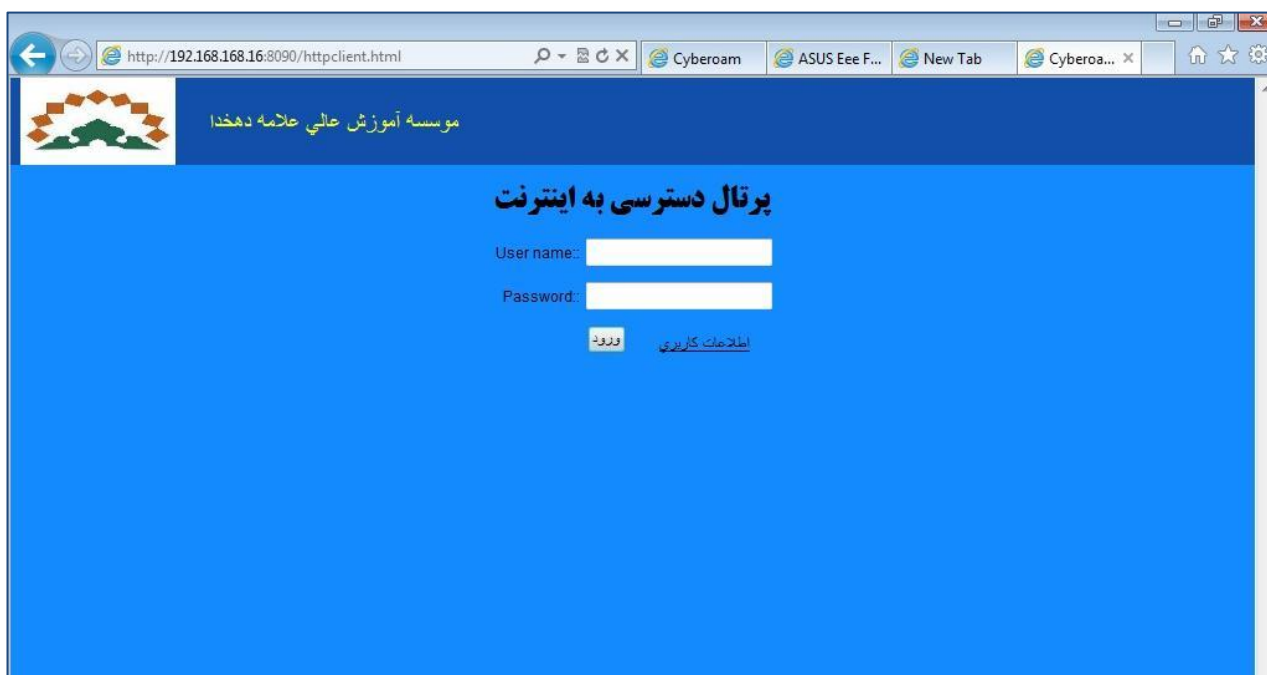 http://192.168.168.16:8090/httpclient.html Cyberoam ASUS Eee F... New Tab Cyberoa...
موسسه آموزش عالي علامه دهخدا
پرتال دسترسی به اینترنت
User name::
Password::
ورود اطلاعات کاربري